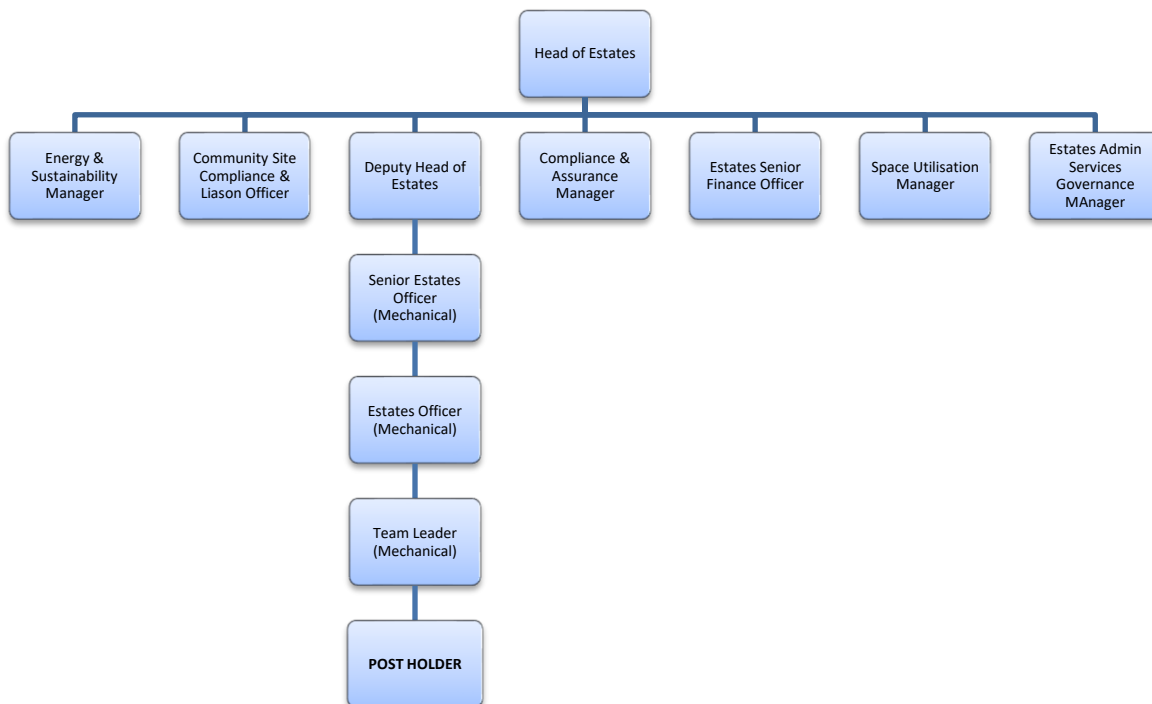 Head of Estates
Energy &
Sustainability
Manager
Community Site
Compliance &
Liason Officer
Deputy Head of
Estates
Compliance &
Assurance
Manager
Estates Senior
Finance Officer
Space Utilisation
Manager
Estates Admin
Services
Governance
MAnager
Senior Estates
Officer
(Mechanical)
Estates Officer
(Mechanical)
Team Leader
(Mechanical)
POST HOLDER